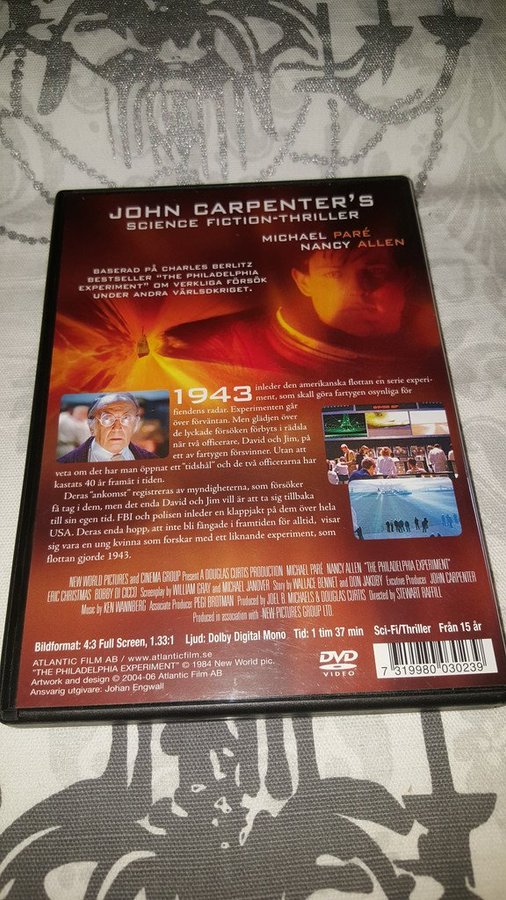 JOHN CARPENTER'S
SCIENCE FICTION-THRILLER
MICHAEL PARÉ
NANCY ALLEN
BASERAD PÅ CHARLES BERLITZ
BESTSELLER "THE PHILADELPHIA
EXPERIMENT" OM VERKLIGA FÖRSÖK
UNDER ANDRA VÄRLSDKRIGET.
1943 inleder den amerikanska flottan en serie experi-
ment, som skall göra fartygen osynliga för
fiendens radar. Experimenten går
över förväntan. Men glädjen över
de lyckade försöken förbyts i rädsla
när två officerare, David och Jim, på
ett av fartygen försvinner. Utan att
veta om det har man öppnat ett "tidshål" och de två officerarna har
kastats 40 år framåt i tiden.
Deras "ankomst" registreras av myndigheterna, som försöker
få tag i dem, men det enda David och Jim vill är att ta sig tillbaka
till sin egen tid. FBI och polisen inleder en klappjakt på dem över hela
USA. Deras enda hopp, att inte bli fångade i framtiden för alltid, visar
sig vara en ung kvinna som forskar med ett liknande experiment, som
flottan gjorde 1943.
NEW WORLD PICTURES and CINEMA GROUP Present A DOUGLAS CURTIS PRODUCTION MICHAEL PARÉ NANCY ALLEN "THE PHILADELPHIA EXPERIMENT"
ERIC CHRISTMAS BOBBY DI CICCO Screenplay by WILLIAM GRAY and MICHAEL JANOVER Story by WALLACE BENNET and DON JAKOBY Excutive Producer JOHN CARPENTER
Music by KEN WANNBERG Associate Producer PEGI BROTMAN Produced by JOEL B. MICHAELS & DOUGLAS CURTIS Directed by STEWART RAFFILL
Produced in association with NEW PICTURES GROUP LTD.
Bildformat: 4:3 Full Screen, 1.33:1 Ljud: Dolby Digital Mono Tid: 1 tim 37 min Sci-Fi/Thriller Från 15 år
ATLANTIC FILM AB / www.atlanticfilm.se
"THE PHILADELPHIA EXPERIMENT" © 1984 New World pic.
Artwork and design © 2004-06 Atlantic Film AB
Ansvarig utgivare: Johan Engwall
DVD
VIDEO
7 319980 030239